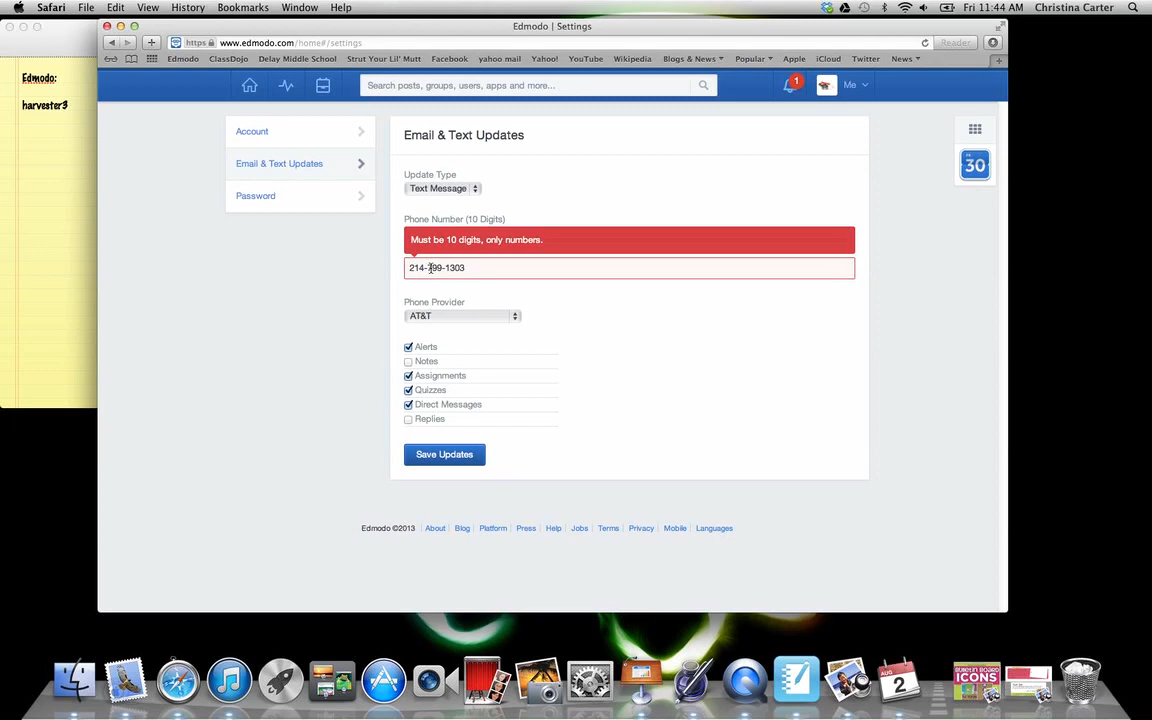 Safari File Edit View History Bookmarks Window Help Fri 11:44 AM Christina Carter
Edmodo | Settings
https www.edmodo.com/home#/settings Reader
Edmodo ClassDojo Delay Middle School Strut Your Lil' Mutt Facebook yahoo mail Yahoo! YouTube Wikipedia Blogs & News Popular Apple iCloud Twitter News
Edmodo:
harvester3
Search posts, groups, users, apps and more... 1 Me
Account
Email & Text Updates
Password
Email & Text Updates
30
Update Type
Text Message
Phone Number (10 Digits)
Must be 10 digits, only numbers.
Phone Provider
AT&T
Alerts
Notes
Assignments
Quizzes
Direct Messages
Replies
Save Updates
Edmodo ©2013 About Blog Platform Press Help Jobs Terms Privacy Mobile Languages
AUG
2
BULLETIN BOARD
ICONS